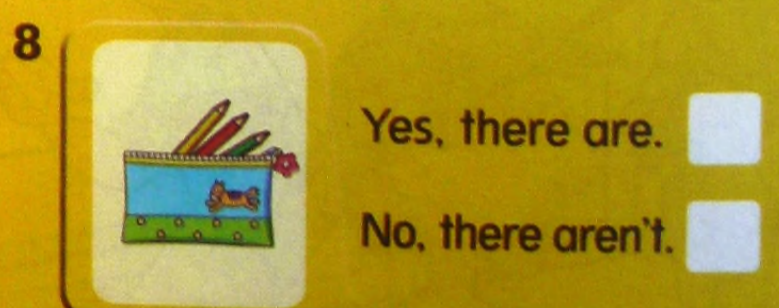 8
Yes, there are.
No, there aren't.